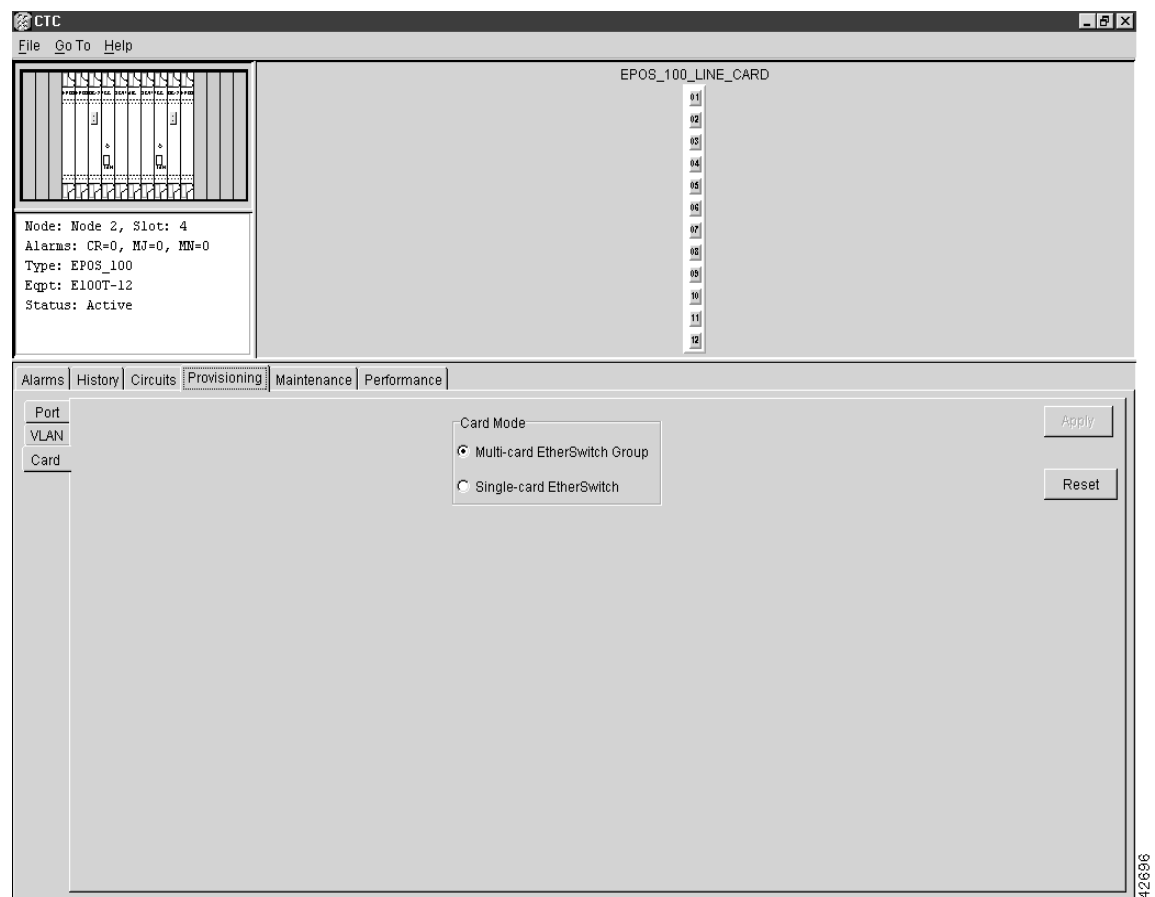 CTC
File Go To Help
EPOS_100_LINE_CARD
01
02
03
04
05
06
07
08
09
10
11
12
Node: Node 2, Slot: 4
Alarms: CR=0, MJ=0, MN=0
Type: EPOS_100
Eqpt: E100T-12
Status: Active
Alarms History Circuits Provisioning Maintenance Performance
Port
VLAN
Card
Card Mode
Multi-card EtherSwitch Group
Single-card EtherSwitch
Apply
Reset
42696